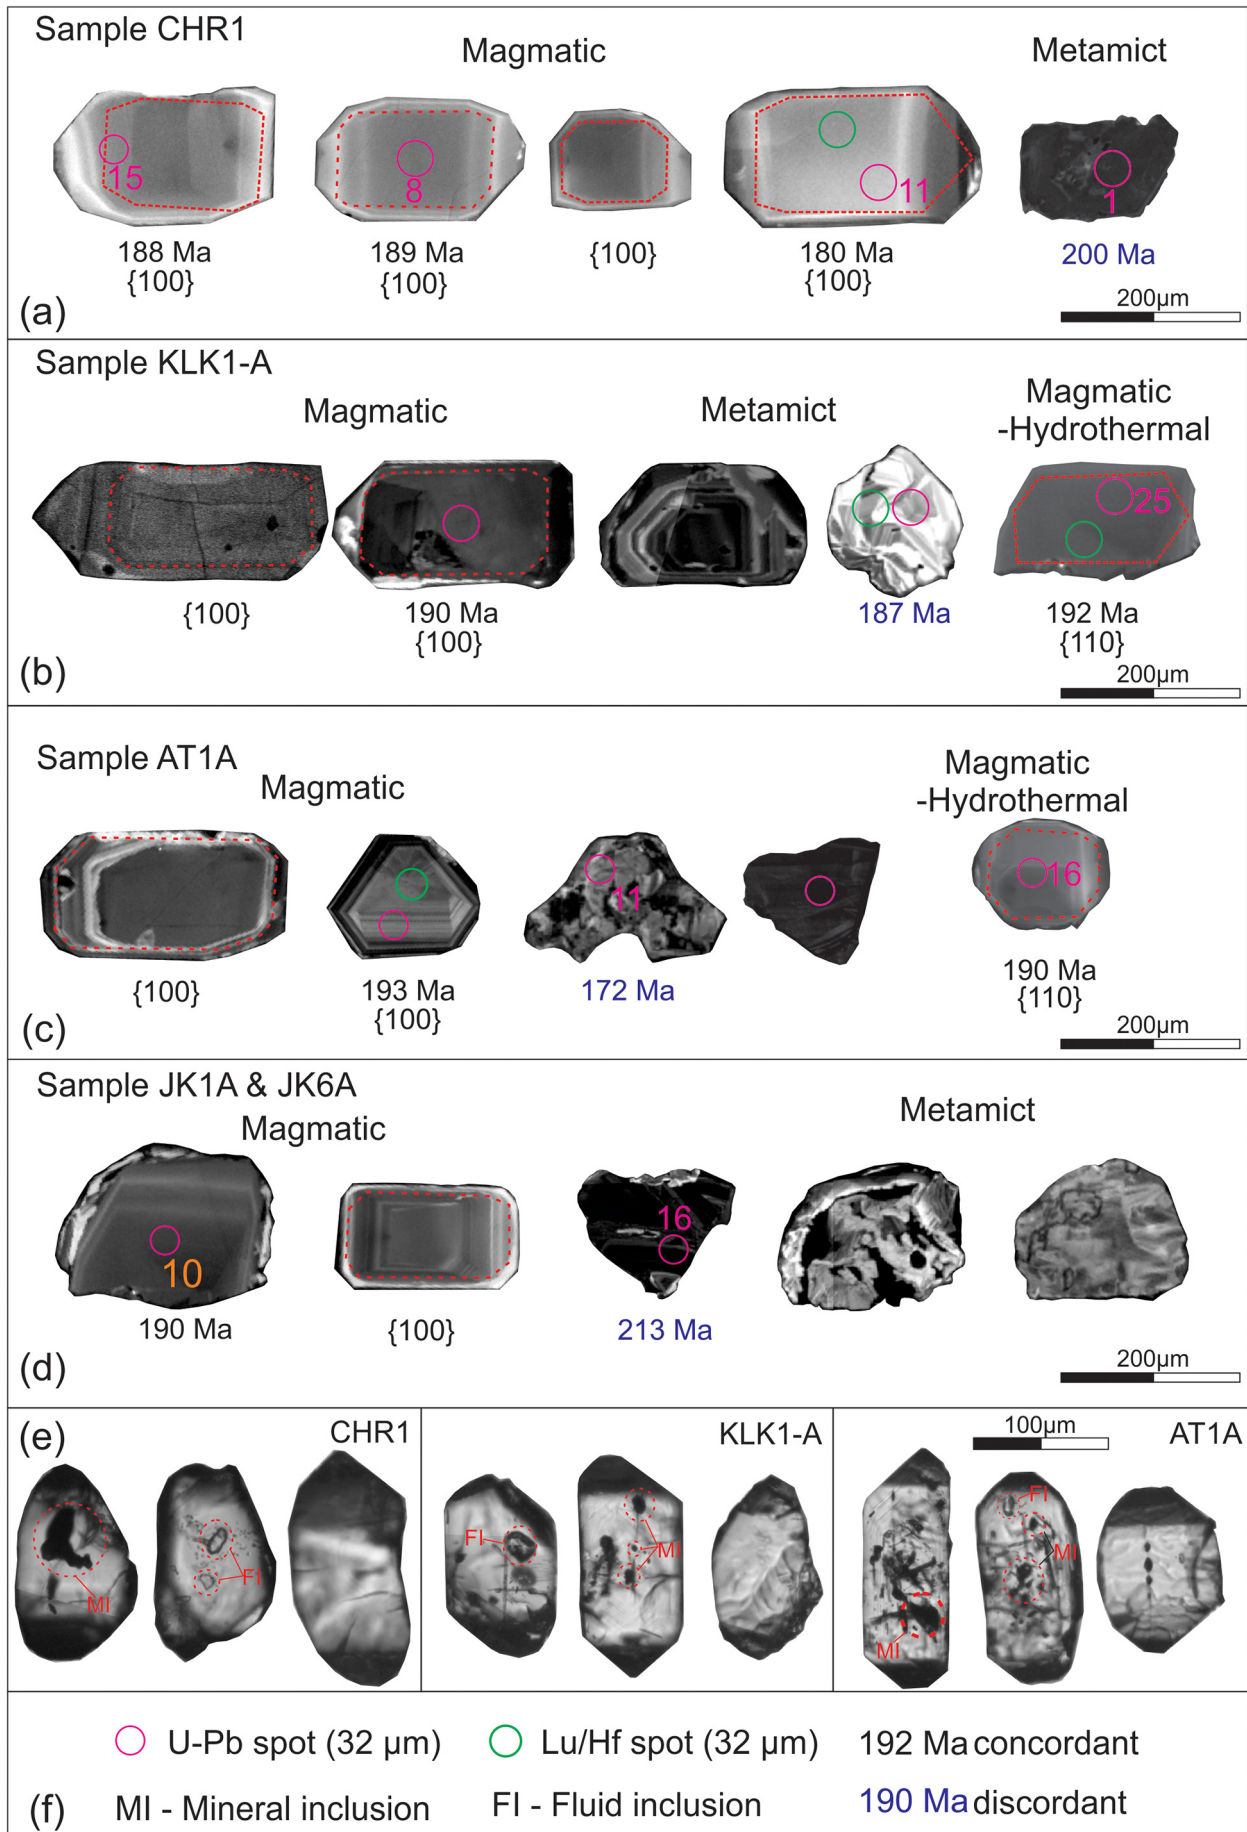 Sample CHR1
Magmatic
Metamict
15
8
11
1
188 Ma
{100}
189 Ma
{100}
{100}
180 Ma
{100}
200 Ma
(a)
200µm
Sample KLK1-A
Magmatic
Metamict
Magmatic
-Hydrothermal
25
{100}
190 Ma
{100}
187 Ma
192 Ma
{110}
(b)
200µm
Sample AT1A
Magmatic
Magmatic
-Hydrothermal
11
16
{100}
193 Ma
{100}
172 Ma
190 Ma
{110}
(c)
200µm
Sample JK1A & JK6A
Magmatic
Metamict
10
16
190 Ma
{100}
213 Ma
(d)
200µm
(e)
CHR1
MI
FI
KLK1-A
FI
MI
100µm
AT1A
MI
FI
MI
U-Pb spot (32 µm)
Lu/Hf spot (32 µm)
192 Ma concordant
(f)
MI - Mineral inclusion
FI - Fluid inclusion
190 Ma discordant